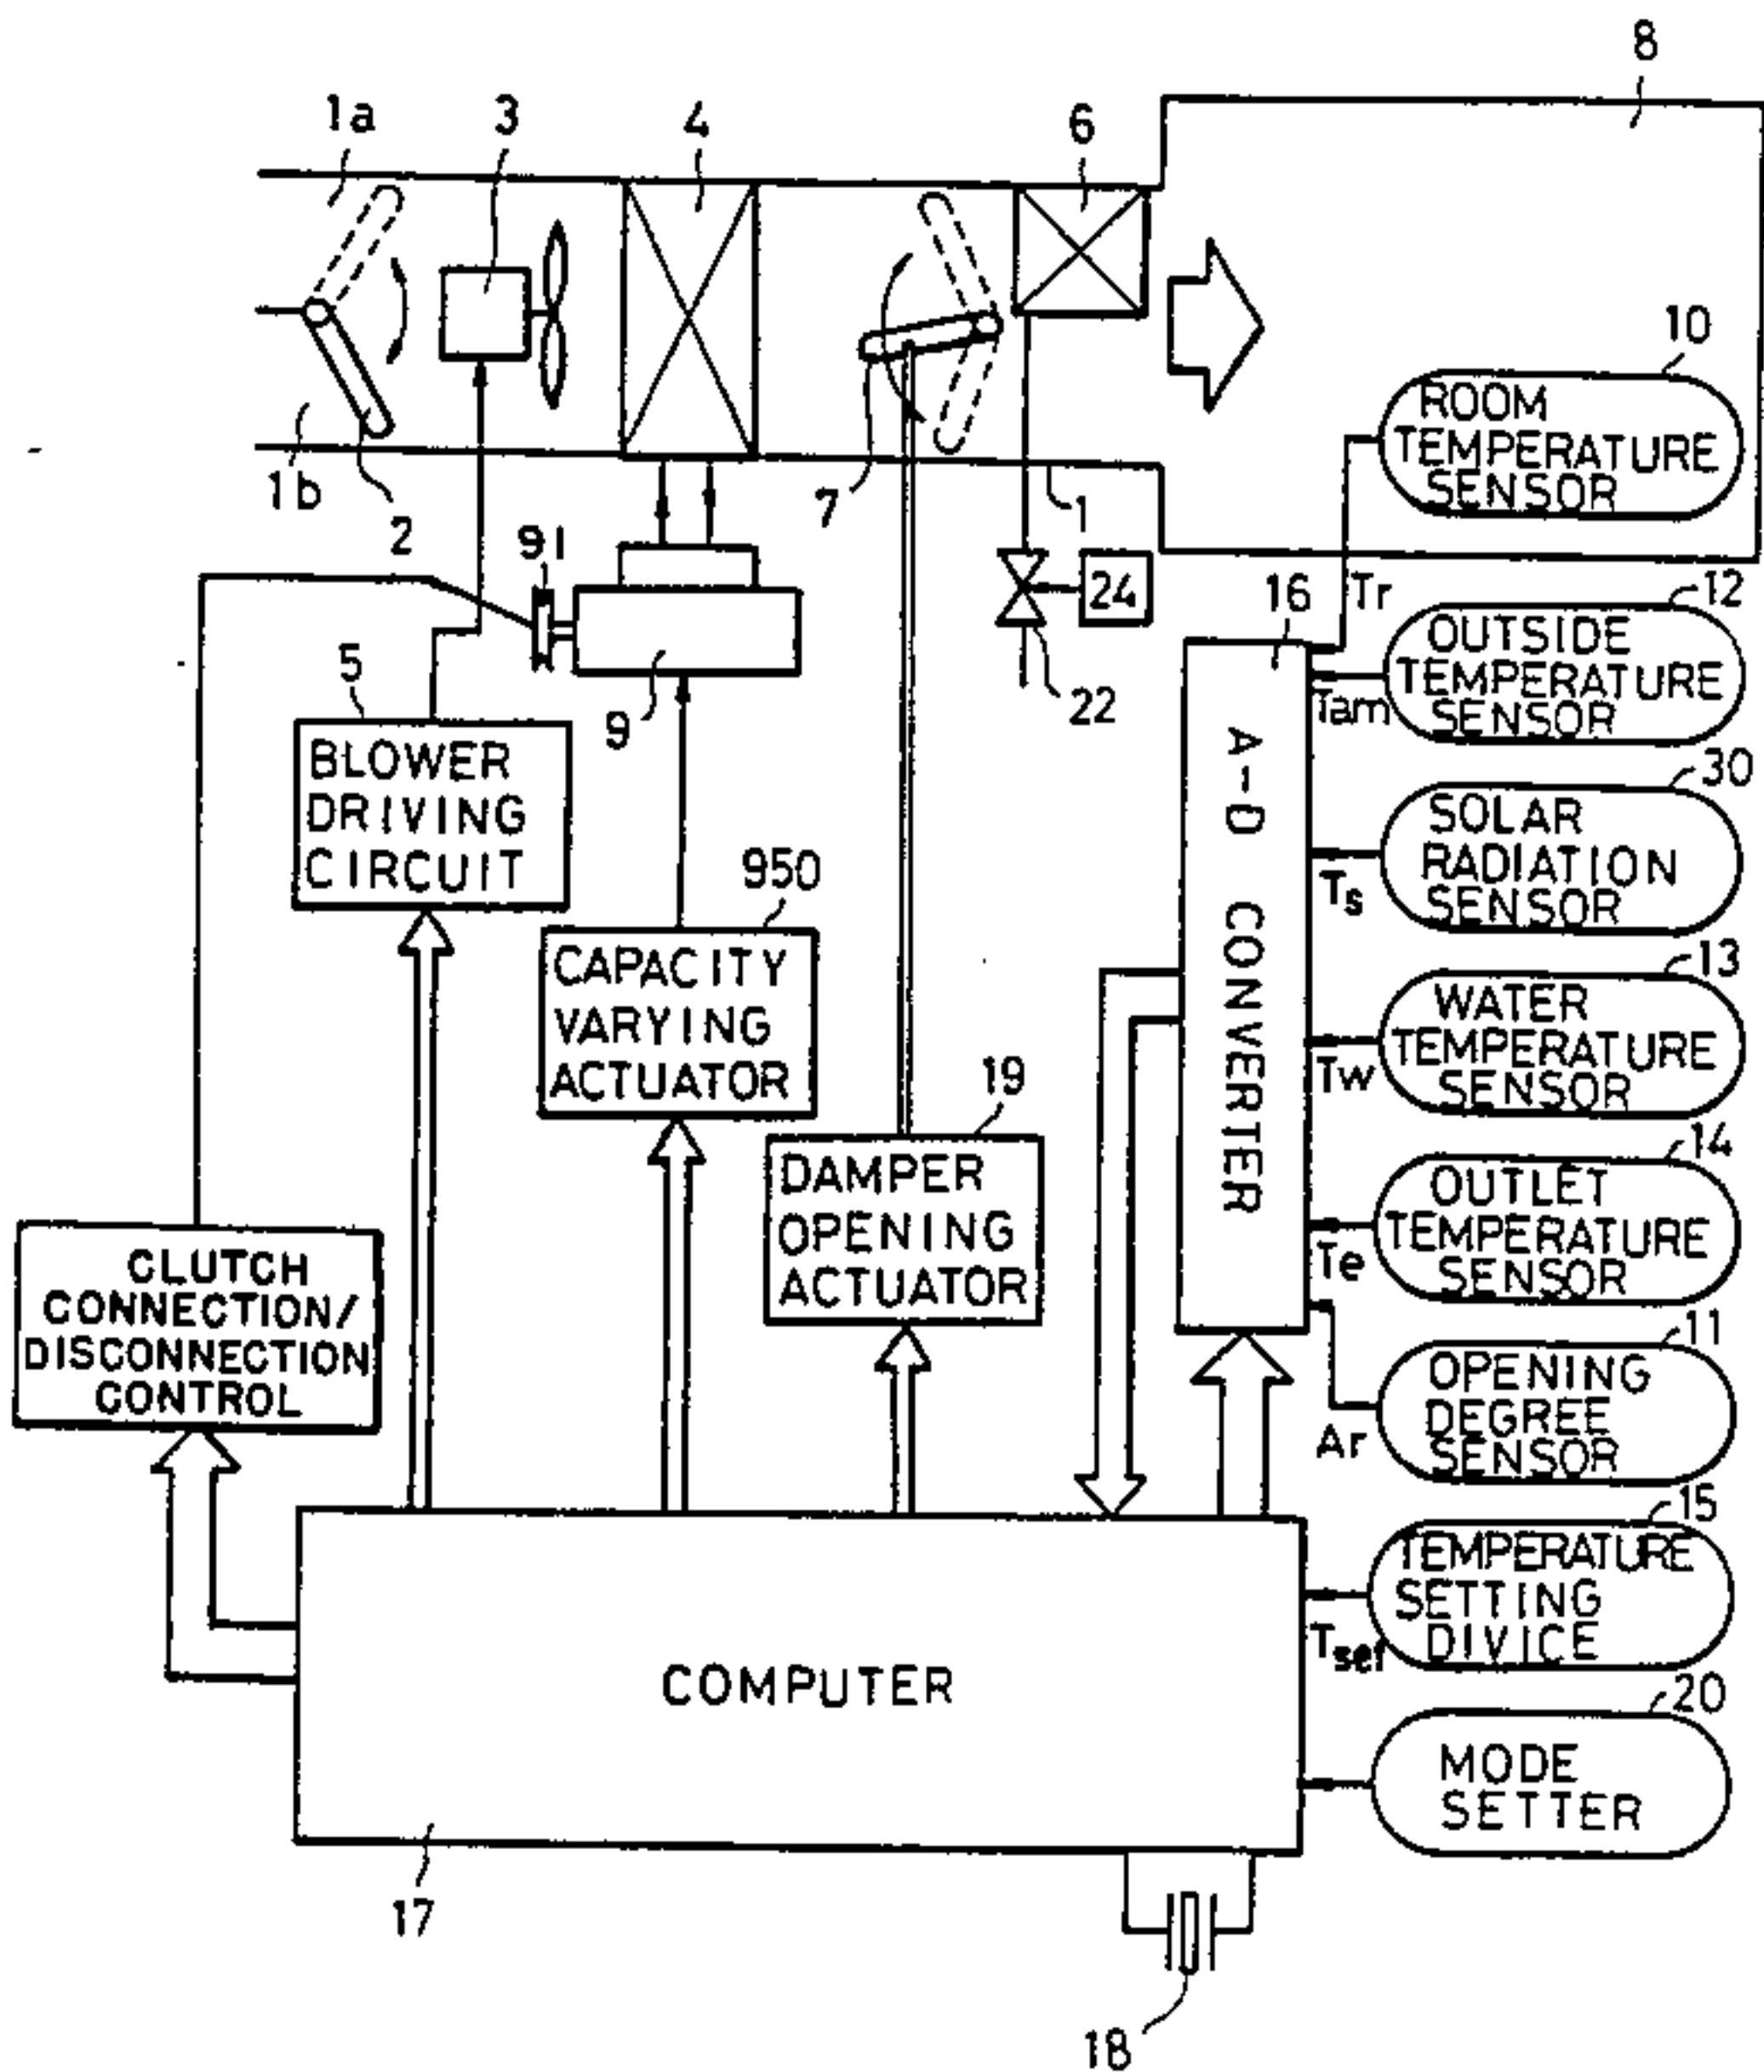 8
1a
3
4
6
10
ROOM
TEMPERATURE
SENSOR
1b
2
7
1
91
24
16
Tr
12
OUTSIDE
TEMPERATURE
SENSOR
Tam
5
9
22
BLOWER
DRIVING
CIRCUIT
A-D CONVERTER
30
SOLAR
RADIATION
SENSOR
Ts
950
CAPACITY
VARYING
ACTUATOR
13
WATER
TEMPERATURE
SENSOR
Tw
19
DAMPER
OPENING
ACTUATOR
14
OUTLET
TEMPERATURE
SENSOR
Te
CLUTCH
CONNECTION/
DISCONNECTION
CONTROL
11
OPENING
DEGREE
SENSOR
Ar
15
TEMPERATURE
SETTING
DIVICE
Tset
COMPUTER
20
MODE
SETTER
17
18